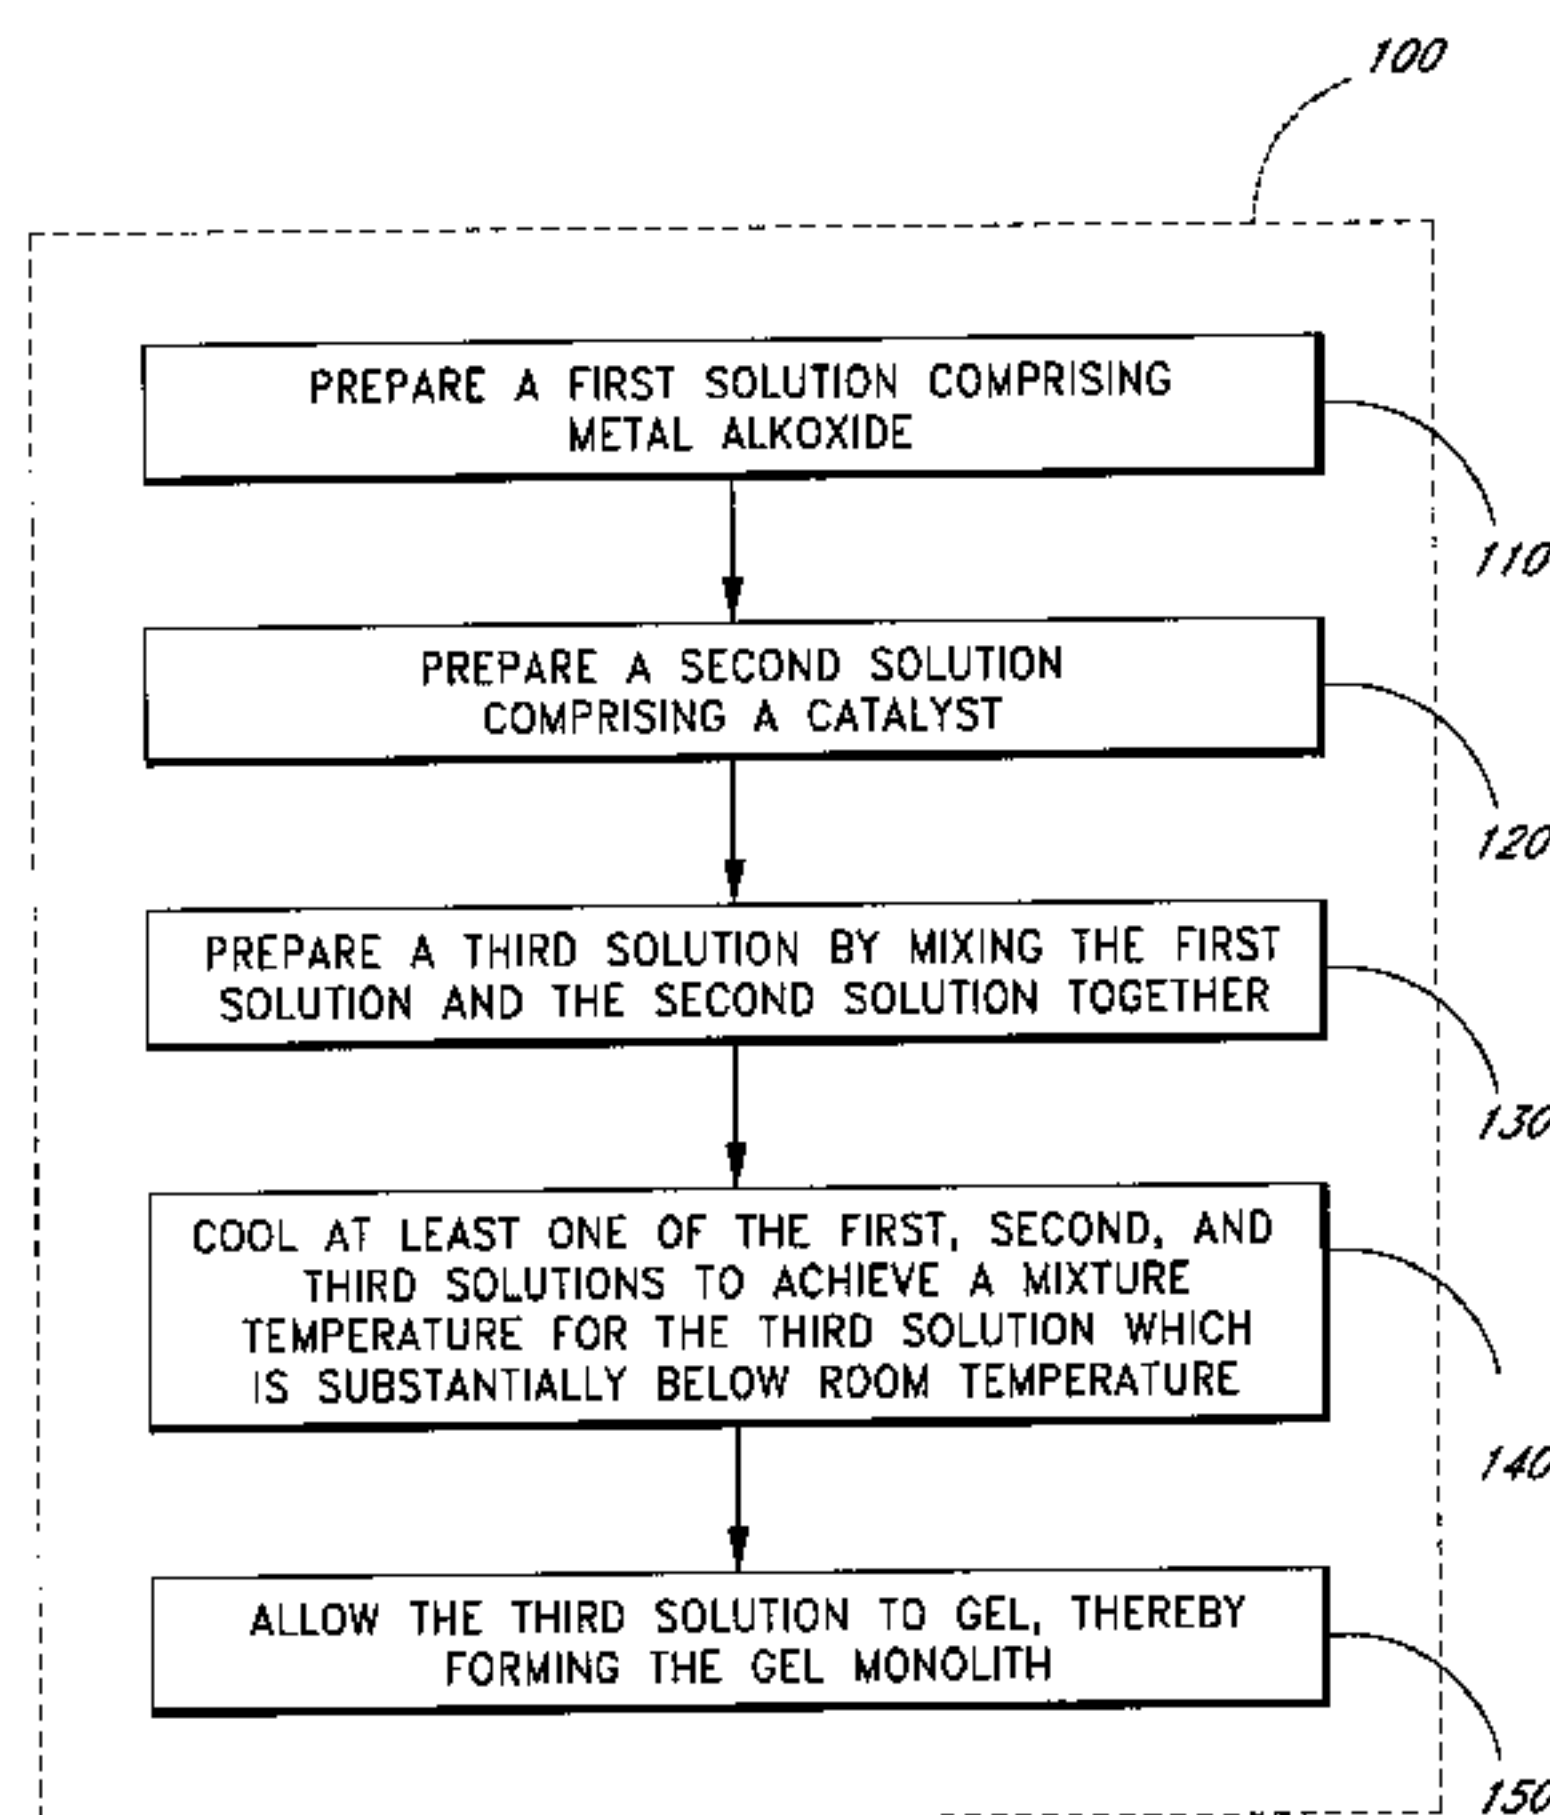 100
PREPARE A FIRST SOLUTION COMPRISING
METAL ALKOXIDE
110
PREPARE A SECOND SOLUTION
COMPRISING A CATALYST
120
PREPARE A THIRD SOLUTION BY MIXING THE FIRST
SOLUTION AND THE SECOND SOLUTION TOGETHER
130
COOL AT LEAST ONE OF THE FIRST, SECOND, AND
THIRD SOLUTIONS TO ACHIEVE A MIXTURE
TEMPERATURE FOR THE THIRD SOLUTION WHICH
IS SUBSTANTIALLY BELOW ROOM TEMPERATURE
140
ALLOW THE THIRD SOLUTION TO GEL, THEREBY
FORMING THE GEL MONOLITH
150